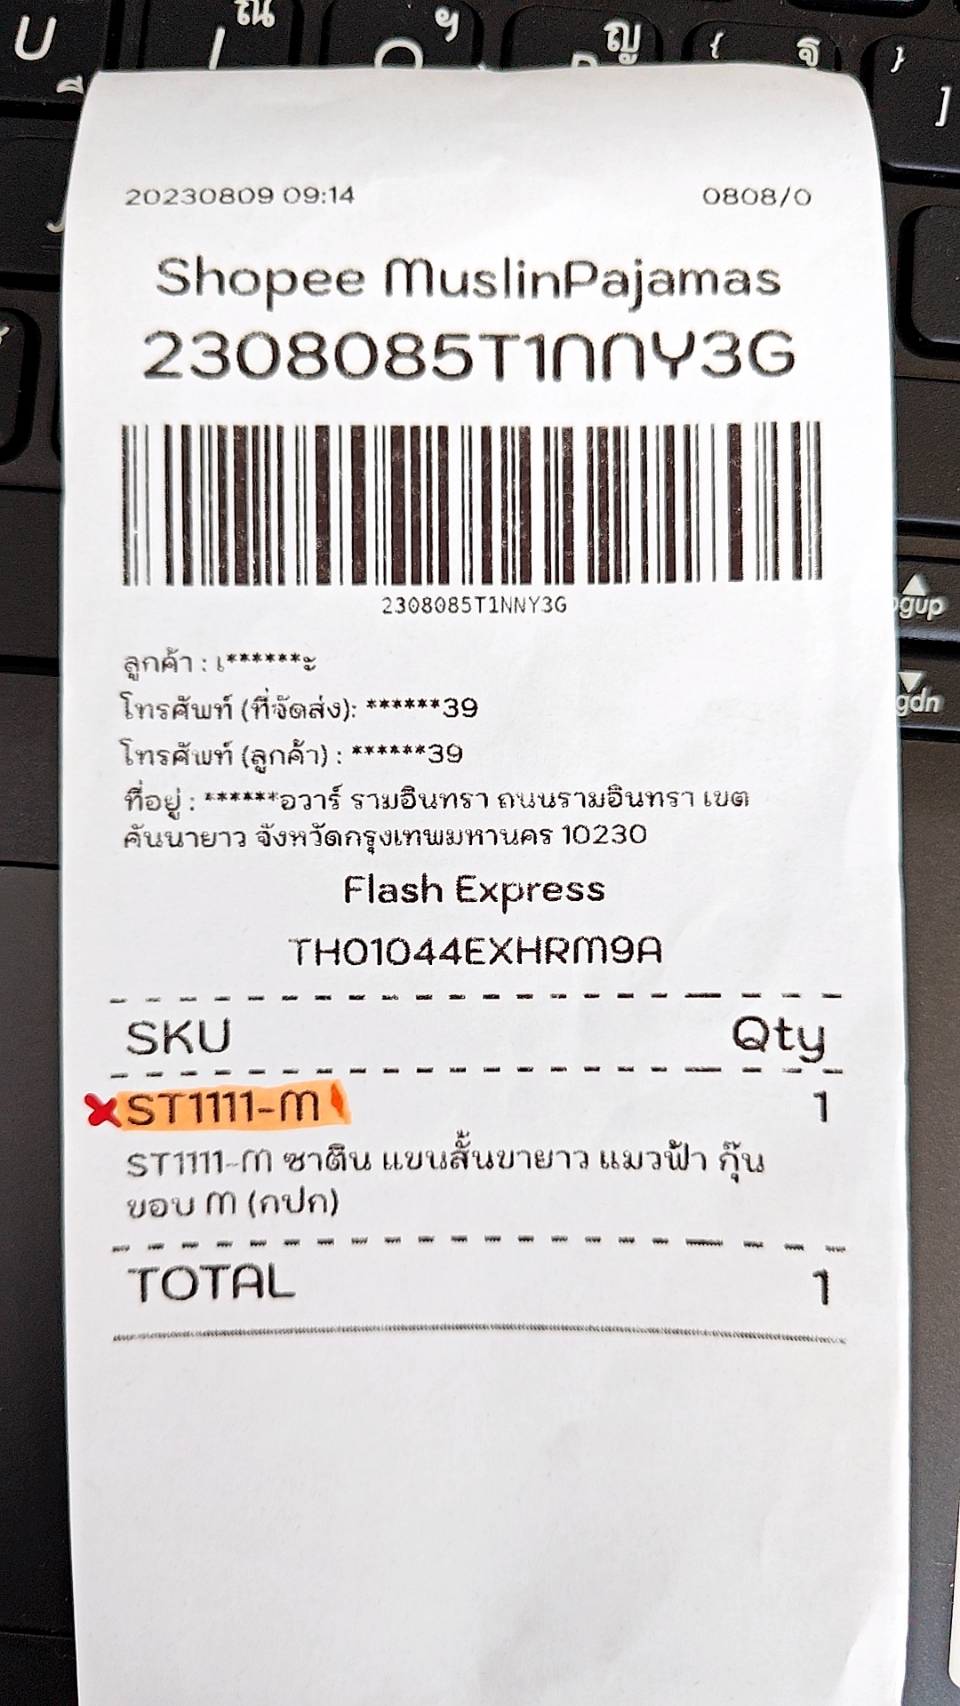 U
ณ
ฯ
ญ
{
ฐ
}
]
20230809 09:14 0808/0
Shopee MuslinPajamas
2308085T1NNY3G
2308085T1NNY3G
ลูกค้า : เ******ะ
โทรศัพท์ (ที่จัดส่ง): ******39
โทรศัพท์ (ลูกค้า) : ******39
ที่อยู่ : ******อวาร์ รามอินทรา ถนนรามอินทรา เขต
คันนายาว จังหวัดกรุงเทพมหานคร 10230
Flash Express
TH01044EXHRM9A
SKU Qty
ST1111-M 1
ST1111-M ซาติน แขนสั้นขายาว แมวฟ้า กุ๊น
ขอบ M (กปก)
TOTAL 1
gup
gdn